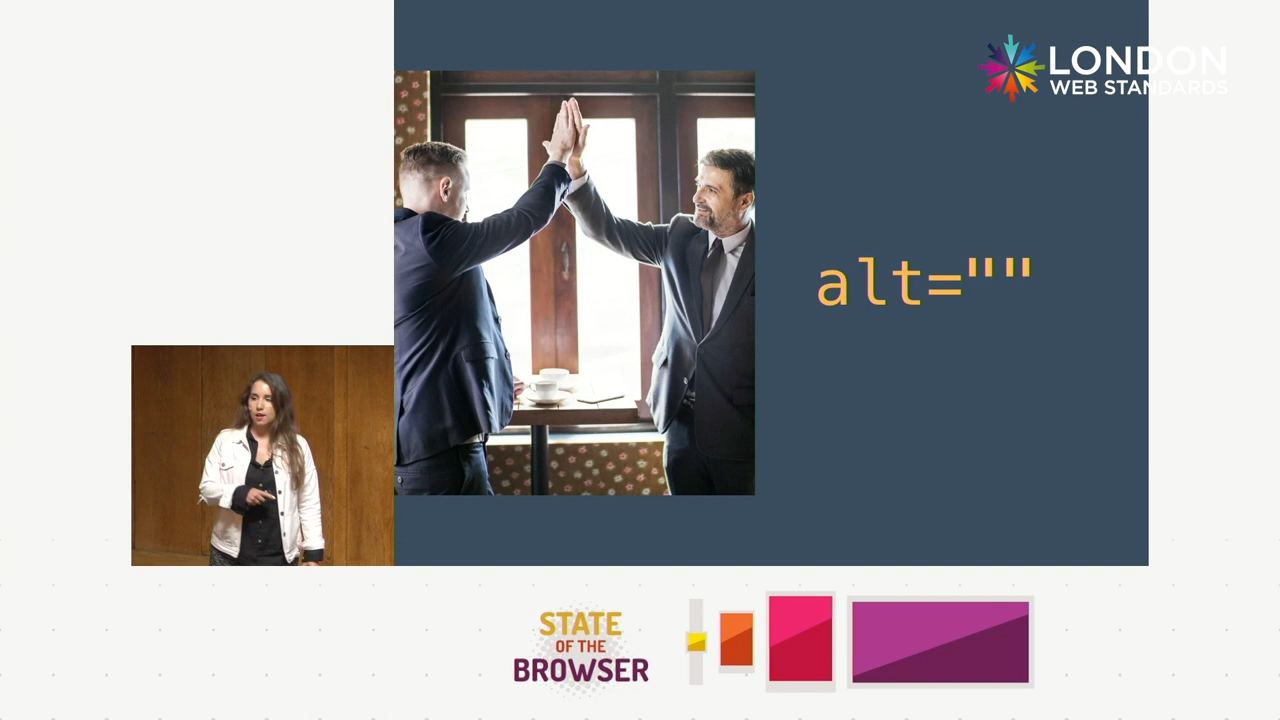 LONDON
WEB STANDARDS
alt=""
STATE
OF THE
BROWSER